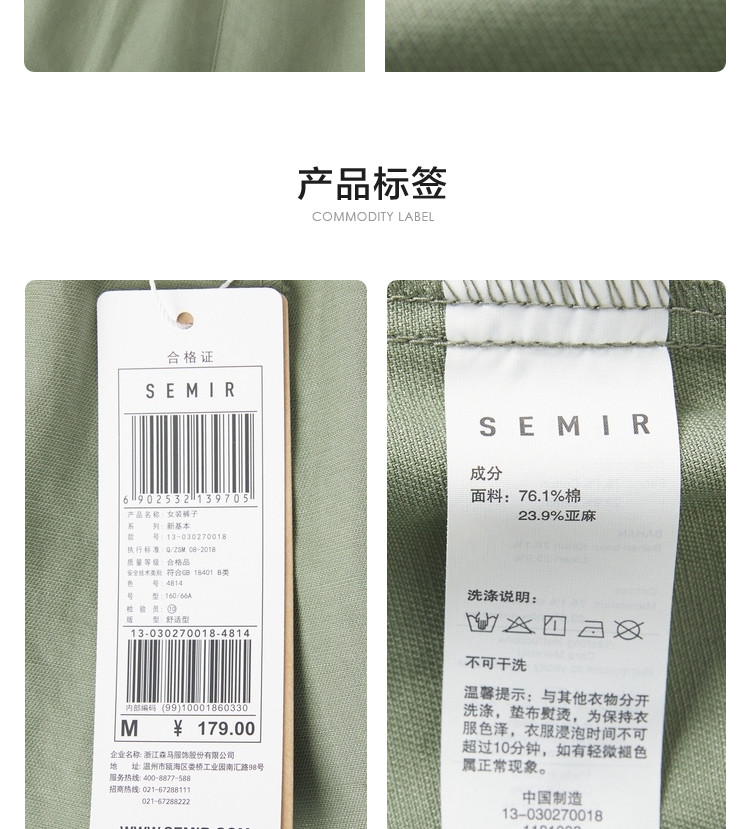 产品标签
COMMODITY LABEL
合格证
SEMIR
6 902532 139705
产品名称: 女装裤子
系 列: 新基本
款 号: 13-030270018
执行标准: Q/ZSM 08-2018
质量等级: 合格品
安全技术类别: 符合GB 18401 B类
色 号: 4814
号 型: 160/66A
检 验 员: 10
版 型: 舒适型
13-030270018-4814
内部编码 (99)10001860330
M ¥ 179.00
企业名称: 浙江森马服饰股份有限公司
地 址: 温州市瓯海区娄桥工业园南汇路98号
服务热线: 400-8877-588
招商热线: 021-67288111
021-67288222
WWW.SEMIR.COM
SEMIR
成分
面料: 76.1%棉
23.9%亚麻
洗涤说明:
不可干洗
温馨提示: 与其他衣物分开
洗涤, 垫布熨烫, 为保持衣
服色泽, 衣服浸泡时间不可
超过10分钟, 如有轻微褪色
属正常现象。
中国制造
13-030270018